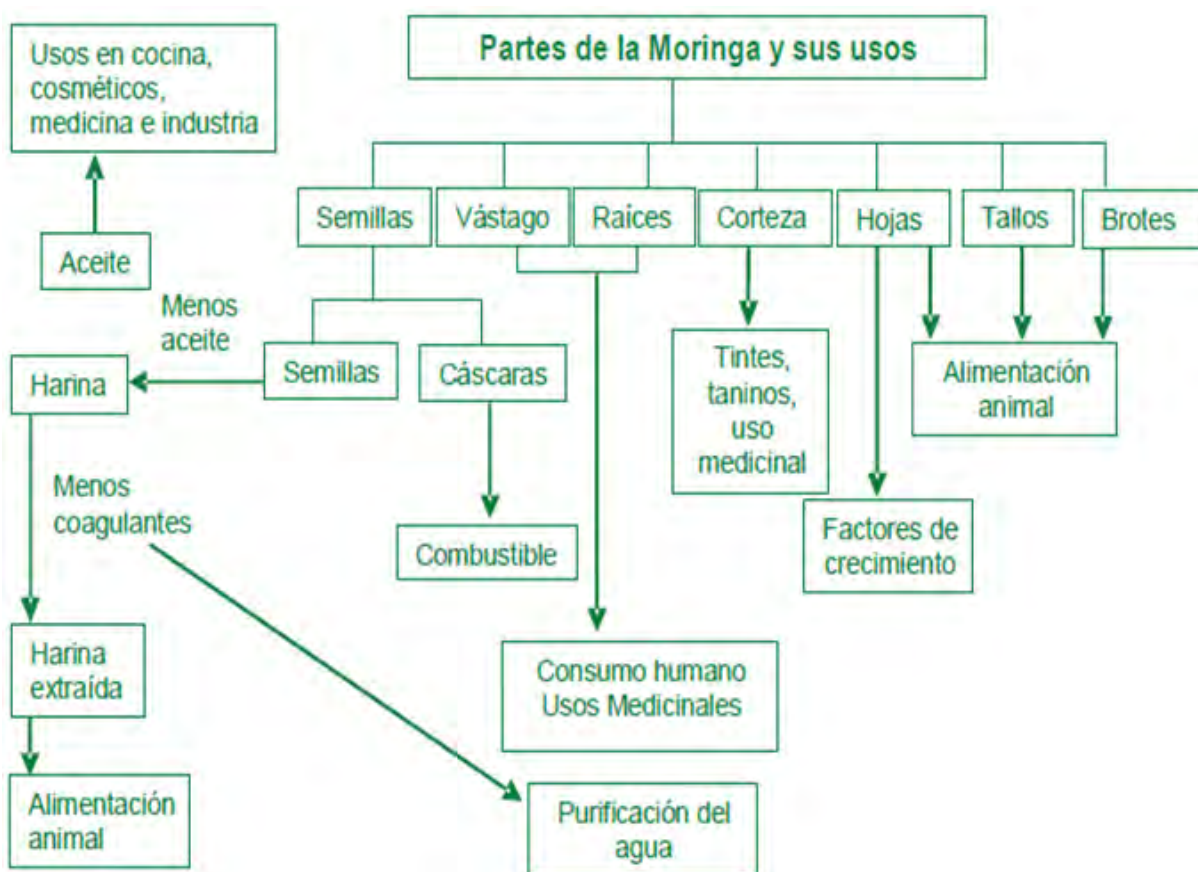 Partes de la Moringa y sus usos
Usos en cocina,
cosméticos,
medicina e industria
Aceite
Semillas
Vástago
Raíces
Corteza
Hojas
Tallos
Brotes
Menos
aceite
Harina
Semillas
Cáscaras
Tintes,
taninos,
uso
medicinal
Alimentación
animal
Menos
coagulantes
Combustible
Factores de
crecimiento
Harina
extraída
Consumo humano
Usos Medicinales
Alimentación
animal
Purificación del
agua